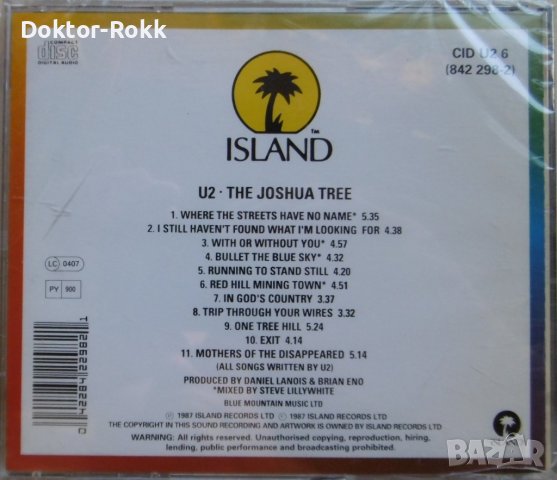 Doktor-Rokk
COMPACT
disc
DIGITAL AUDIO
CID U2 6
(842 298-2)
TM
ISLAND
U2 · THE JOSHUA TREE
1. WHERE THE STREETS HAVE NO NAME* 5.35
2. I STILL HAVEN'T FOUND WHAT I'M LOOKING FOR 4.38
3. WITH OR WITHOUT YOU* 4.57
4. BULLET THE BLUE SKY* 4.32
5. RUNNING TO STAND STILL 4.20
6. RED HILL MINING TOWN* 4.51
7. IN GOD'S COUNTRY 3.37
8. TRIP THROUGH YOUR WIRES 3.32
9. ONE TREE HILL 5.24
10. EXIT 4.14
11. MOTHERS OF THE DISAPPEARED 5.14
(ALL SONGS WRITTEN BY U2)
PRODUCED BY DANIEL LANOIS & BRIAN ENO
*MIXED BY STEVE LILLYWHITE
BLUE MOUNTAIN MUSIC LTD
LC 0407
PY 900
℗ 1987 ISLAND RECORDS LTD © 1987 ISLAND RECORDS LTD
THE COPYRIGHT IN THIS SOUND RECORDING AND ARTWORK IS OWNED BY ISLAND RECORDS LTD
WARNING: All rights reserved. Unauthorised copying, reproduction, hiring,
lending, public performance and broadcasting prohibited.
BAZAR